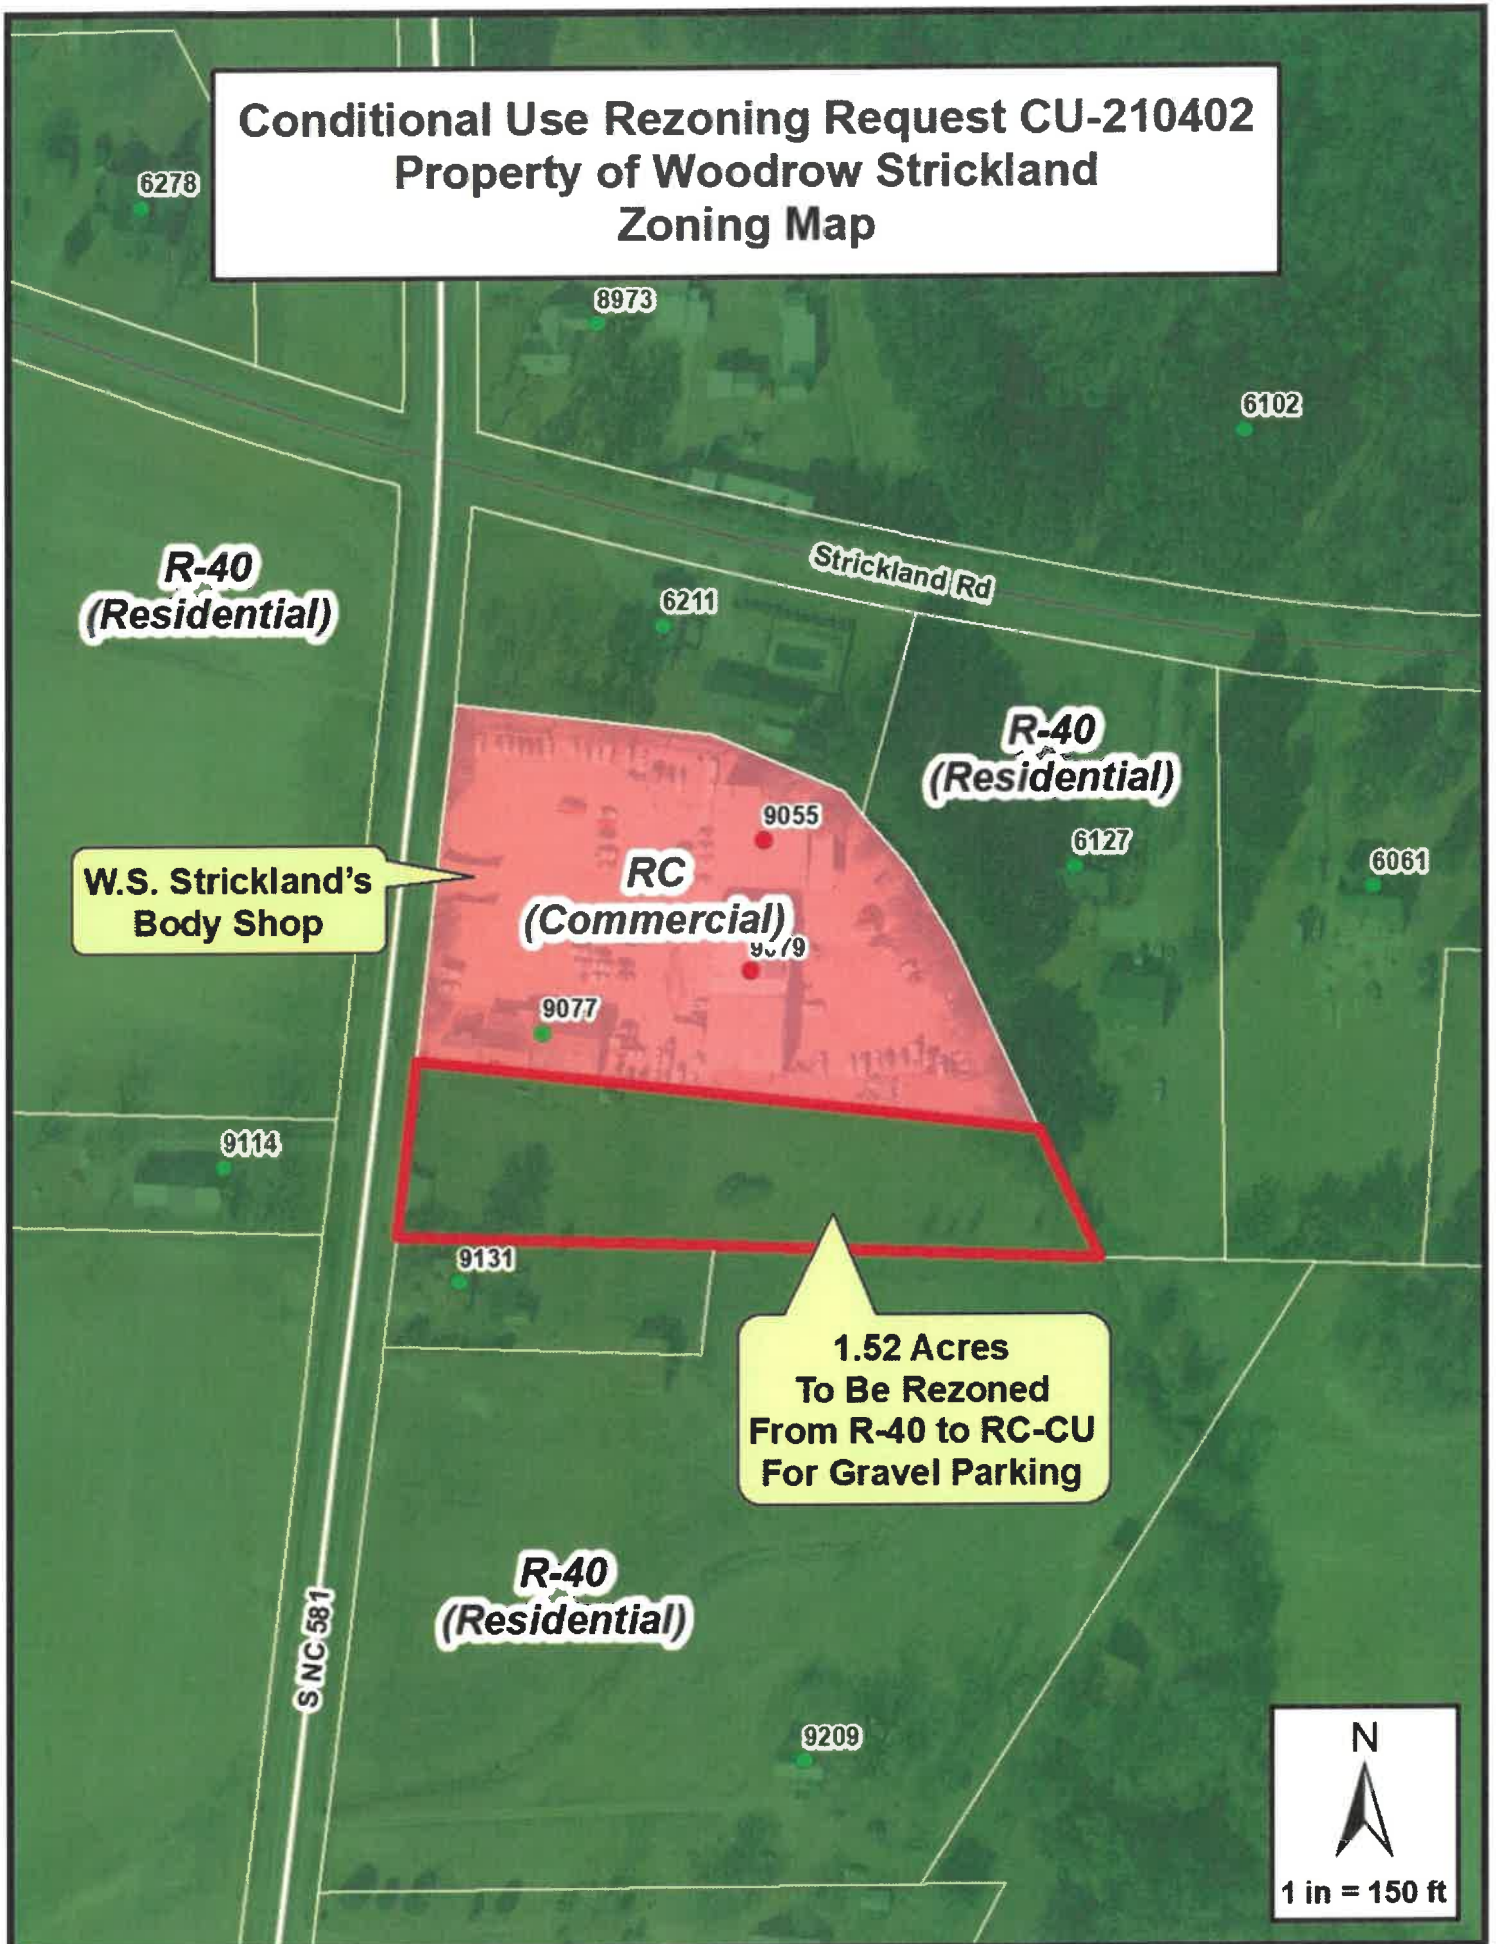 Conditional Use Rezoning Request CU-210402
Property of Woodrow Strickland
Zoning Map
6278
8973
6102
R-40
(Residential)
Strickland Rd
6211
R-40
(Residential)
9055
6127
6061
W.S. Strickland's
Body Shop
RC
(Commercial)
9077
9114
9131
1.52 Acres
To Be Rezoned
From R-40 to RC-CU
For Gravel Parking
R-40
(Residential)
S NC 581
9209
N
1 in = 150 ft